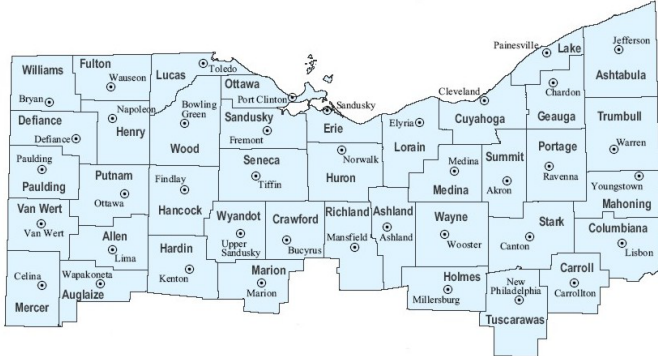 Jefferson
Painesville
Lake
Ashtabula
Williams
Fulton
Wauseon
Lucas
Toledo
Ottawa
Port Clinton
Cleveland
Chardon
Geauga
Bryan
Napoleon
Henry
Bowling
Green
Wood
Sandusky
Fremont
Sandusky
Erie
Elyria
Lorain
Cuyahoga
Trumbull
Warren
Defiance
Defiance
Paulding
Paulding
Putnam
Ottawa
Findlay
Hancock
Seneca
Tiffin
Norwalk
Huron
Medina
Medina
Summit
Akron
Portage
Ravenna
Youngstown
Mahoning
Van Wert
Van Wert
Allen
Lima
Hardin
Kenton
Wyandot
Upper
Sandusky
Crawford
Bucyrus
Richland
Mansfield
Ashland
Ashland
Wayne
Wooster
Stark
Canton
Columbiana
Lisbon
Celina
Mercer
Wapakoneta
Auglaize
Marion
Marion
Holmes
Millersburg
New
Philadelphia
Tuscarawas
Carroll
Carrollton